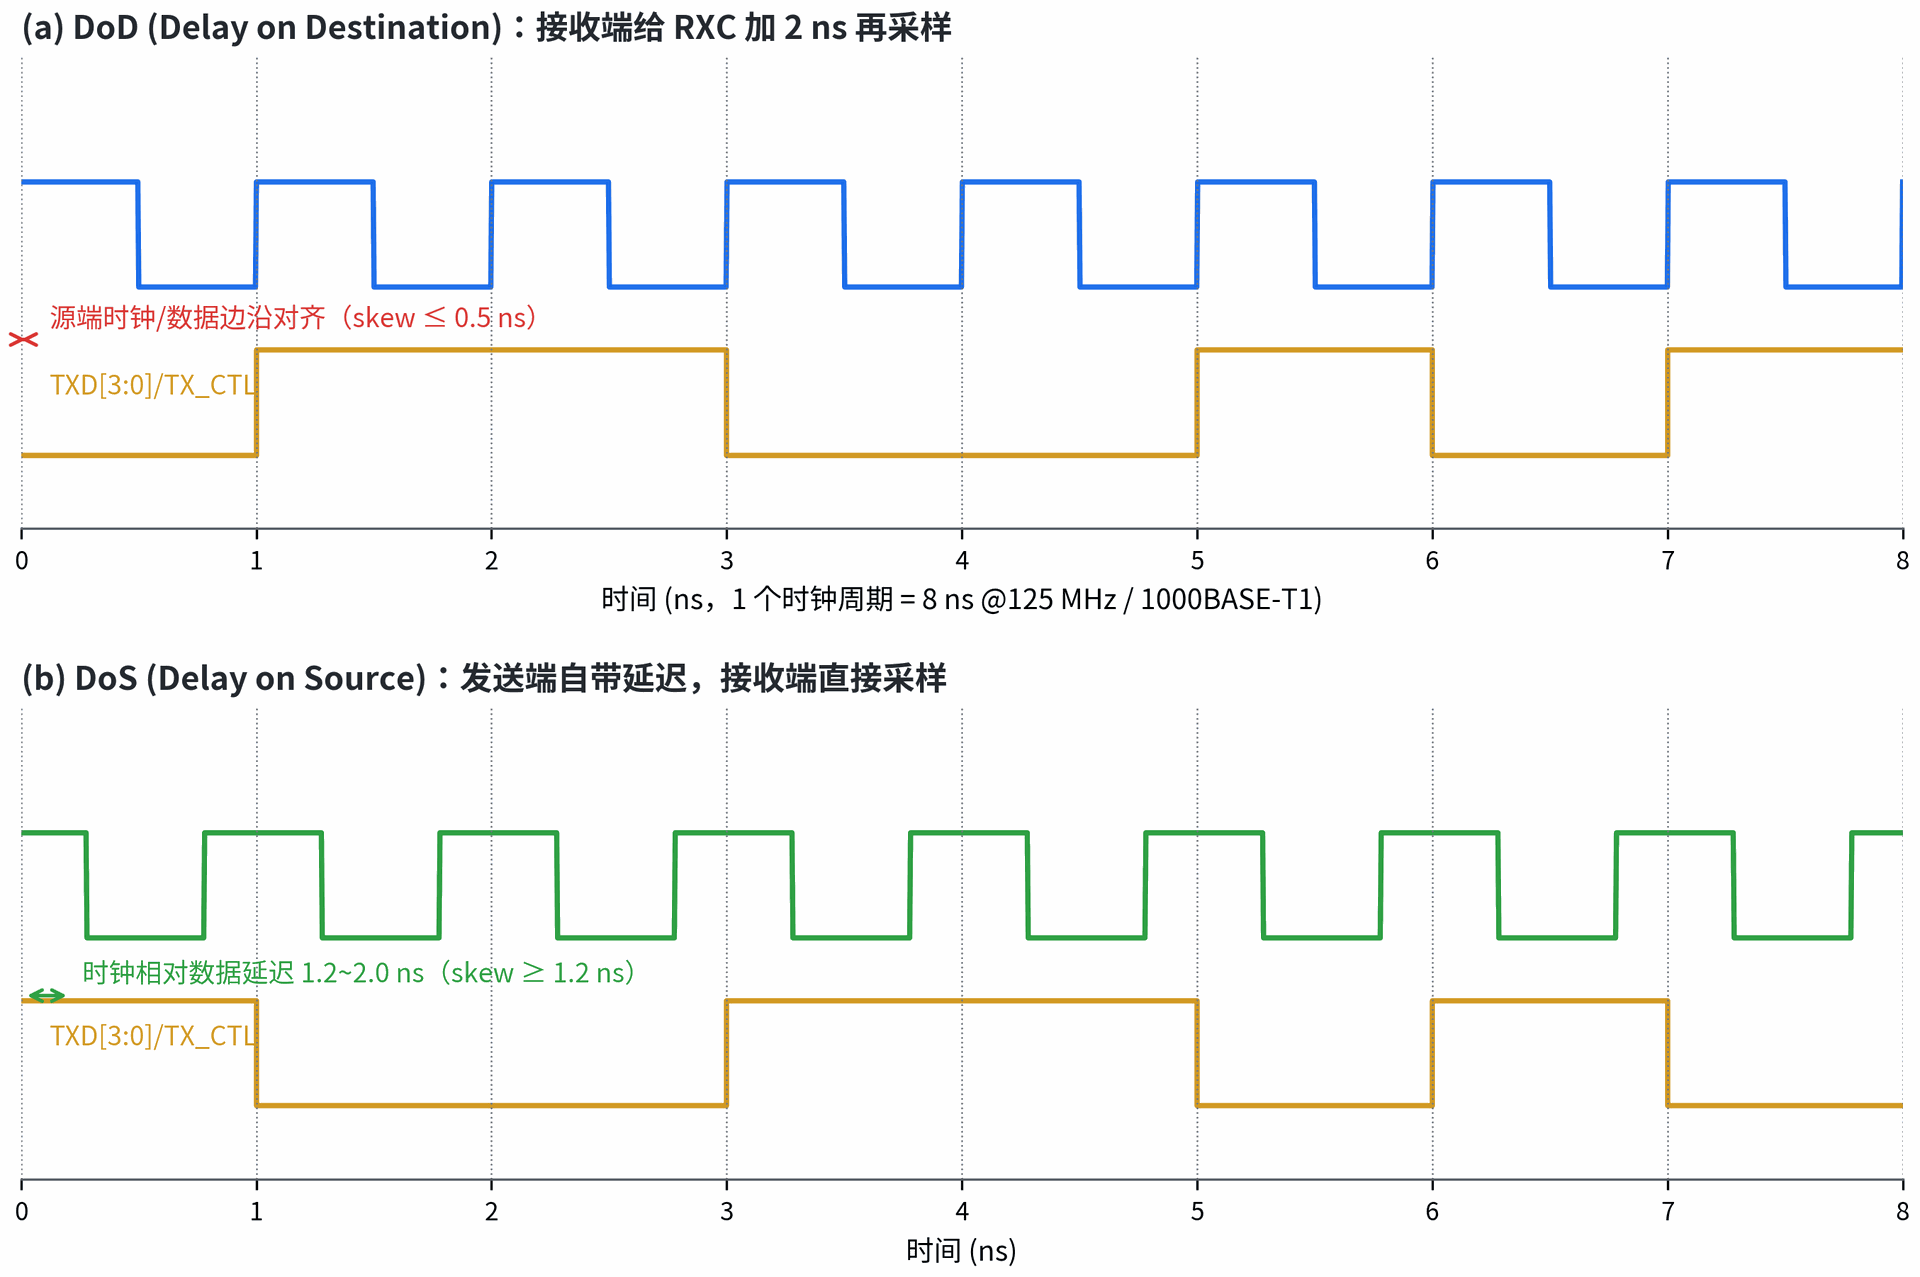 (a) DoD (Delay on Destination)：接收端给 RXC 加 2 ns 再采样
源端时钟/数据边沿对齐（skew ≤ 0.5 ns）
TXD[3:0]/TX_CTL
0 1 2 3 4 5 6 7 8
时间 (ns，1 个时钟周期 = 8 ns @125 MHz / 1000BASE-T1)
(b) DoS (Delay on Source)：发送端自带延迟，接收端直接采样
时钟相对数据延迟 1.2~2.0 ns（skew ≥ 1.2 ns）
TXD[3:0]/TX_CTL
0 1 2 3 4 5 6 7 8
时间 (ns)